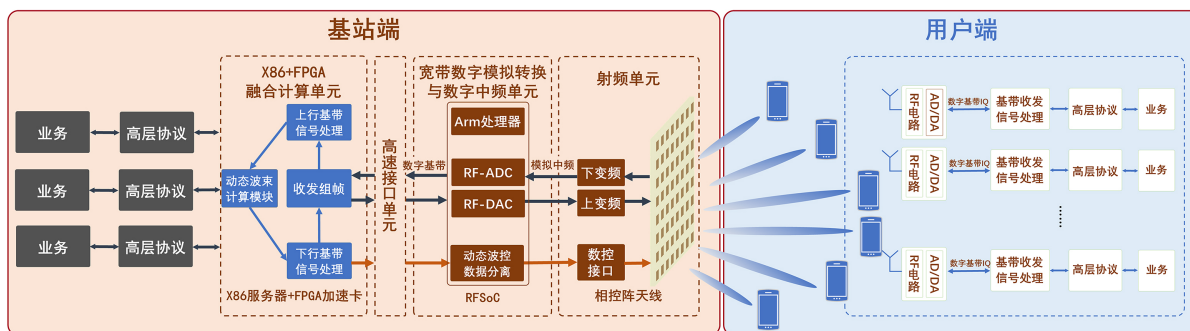 基站端
业务
高层协议
业务
高层协议
业务
高层协议
X86+FPGA
融合计算单元
上行基带
信号处理
动态波束
计算模块
收发组帧
下行基带
信号处理
X86服务器+FPGA加速卡
高速接口单元
宽带数字模拟转换
与数字中频单元
Arm处理器
数字基带
RF-ADC
RF-DAC
动态波控
数据分离
RFSoC
模拟中频
射频单元
下变频
上变频
数控
接口
相控阵天线
用户端
RF电路
AD/DA
数字基带IQ
基带收发
信号处理
高层协议
业务
RF电路
AD/DA
数字基带IQ
基带收发
信号处理
高层协议
业务
......
RF电路
AD/DA
数字基带IQ
基带收发
信号处理
高层协议
业务